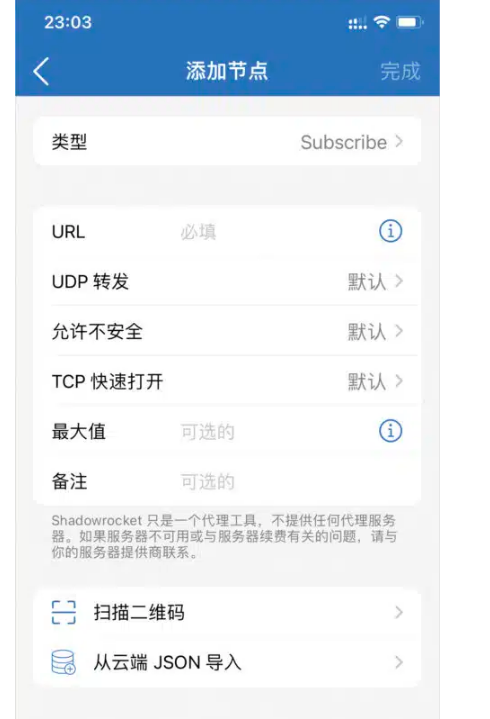 23:03
添加节点 完成
类型 Subscribe
URL 必填
UDP 转发 默认
允许不安全 默认
TCP 快速打开 默认
最大值 可选的
备注 可选的
Shadowrocket 只是一个代理工具，不提供任何代理服务
器。如果服务器不可用或与服务器续费有关的问题，请与
你的服务器提供商联系。
扫描二维码
从云端 JSON 导入